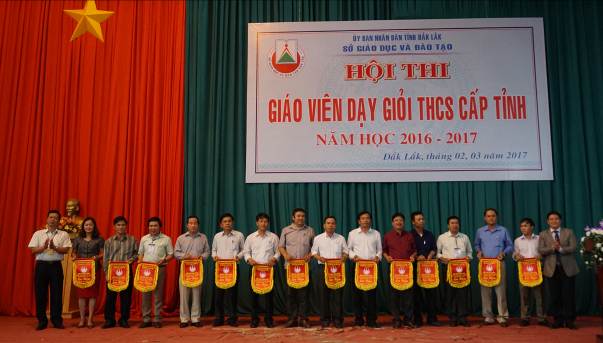 ỦY BAN NHÂN DÂN TỈNH ĐẮK LẮK
SỞ GIÁO DỤC VÀ ĐÀO TẠO
HỘI THI
GIÁO VIÊN DẠY GIỎI THCS CẤP TỈNH
NĂM HỌC 2016 - 2017
Đắk Lắk, tháng 02, 03 năm 2017